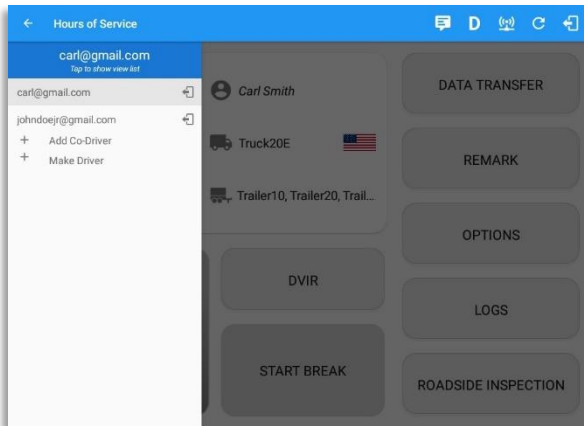 Hours of Service
D
carl@gmail.com
Tap to show view list
carl@gmail.com
johndoejr@gmail.com
+ Add Co-Driver
+ Make Driver
Carl Smith
Truck20E
Trailer10, Trailer20, Trail...
DVIR
START BREAK
DATA TRANSFER
REMARK
OPTIONS
LOGS
ROADSIDE INSPECTION